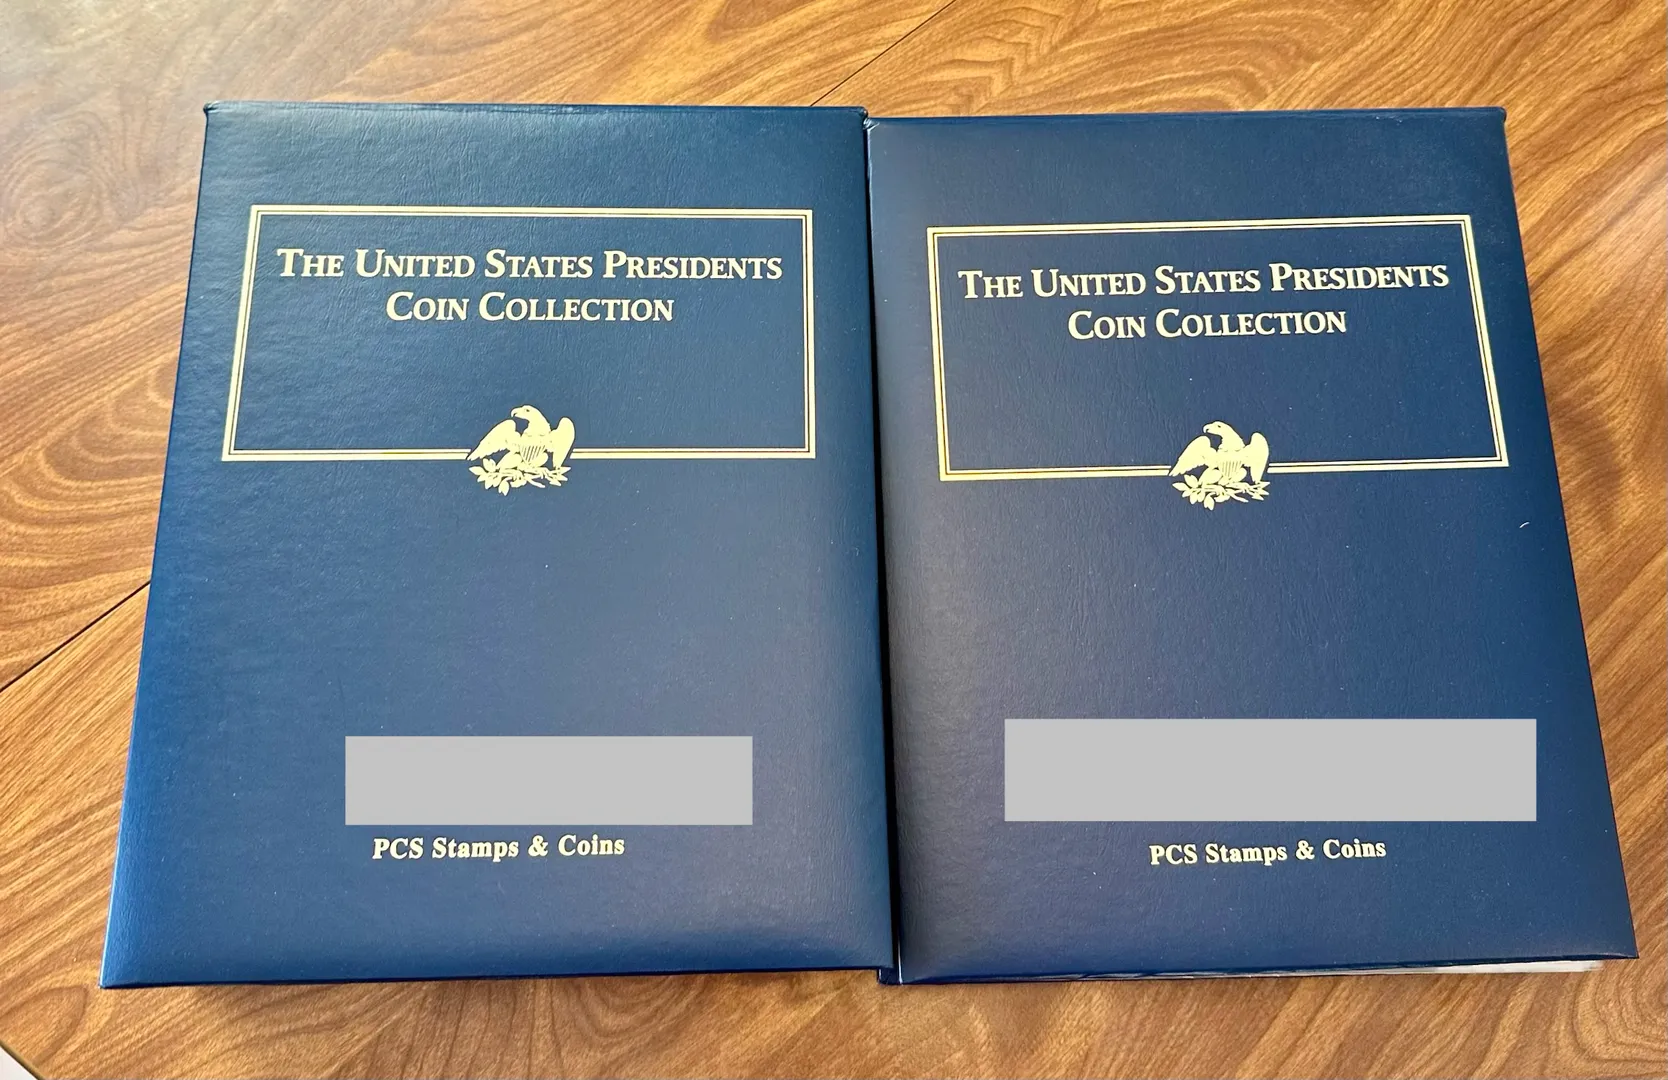 The United States Presidents
Coin Collection
PCS Stamps & Coins
The United States Presidents
Coin Collection
PCS Stamps & Coins